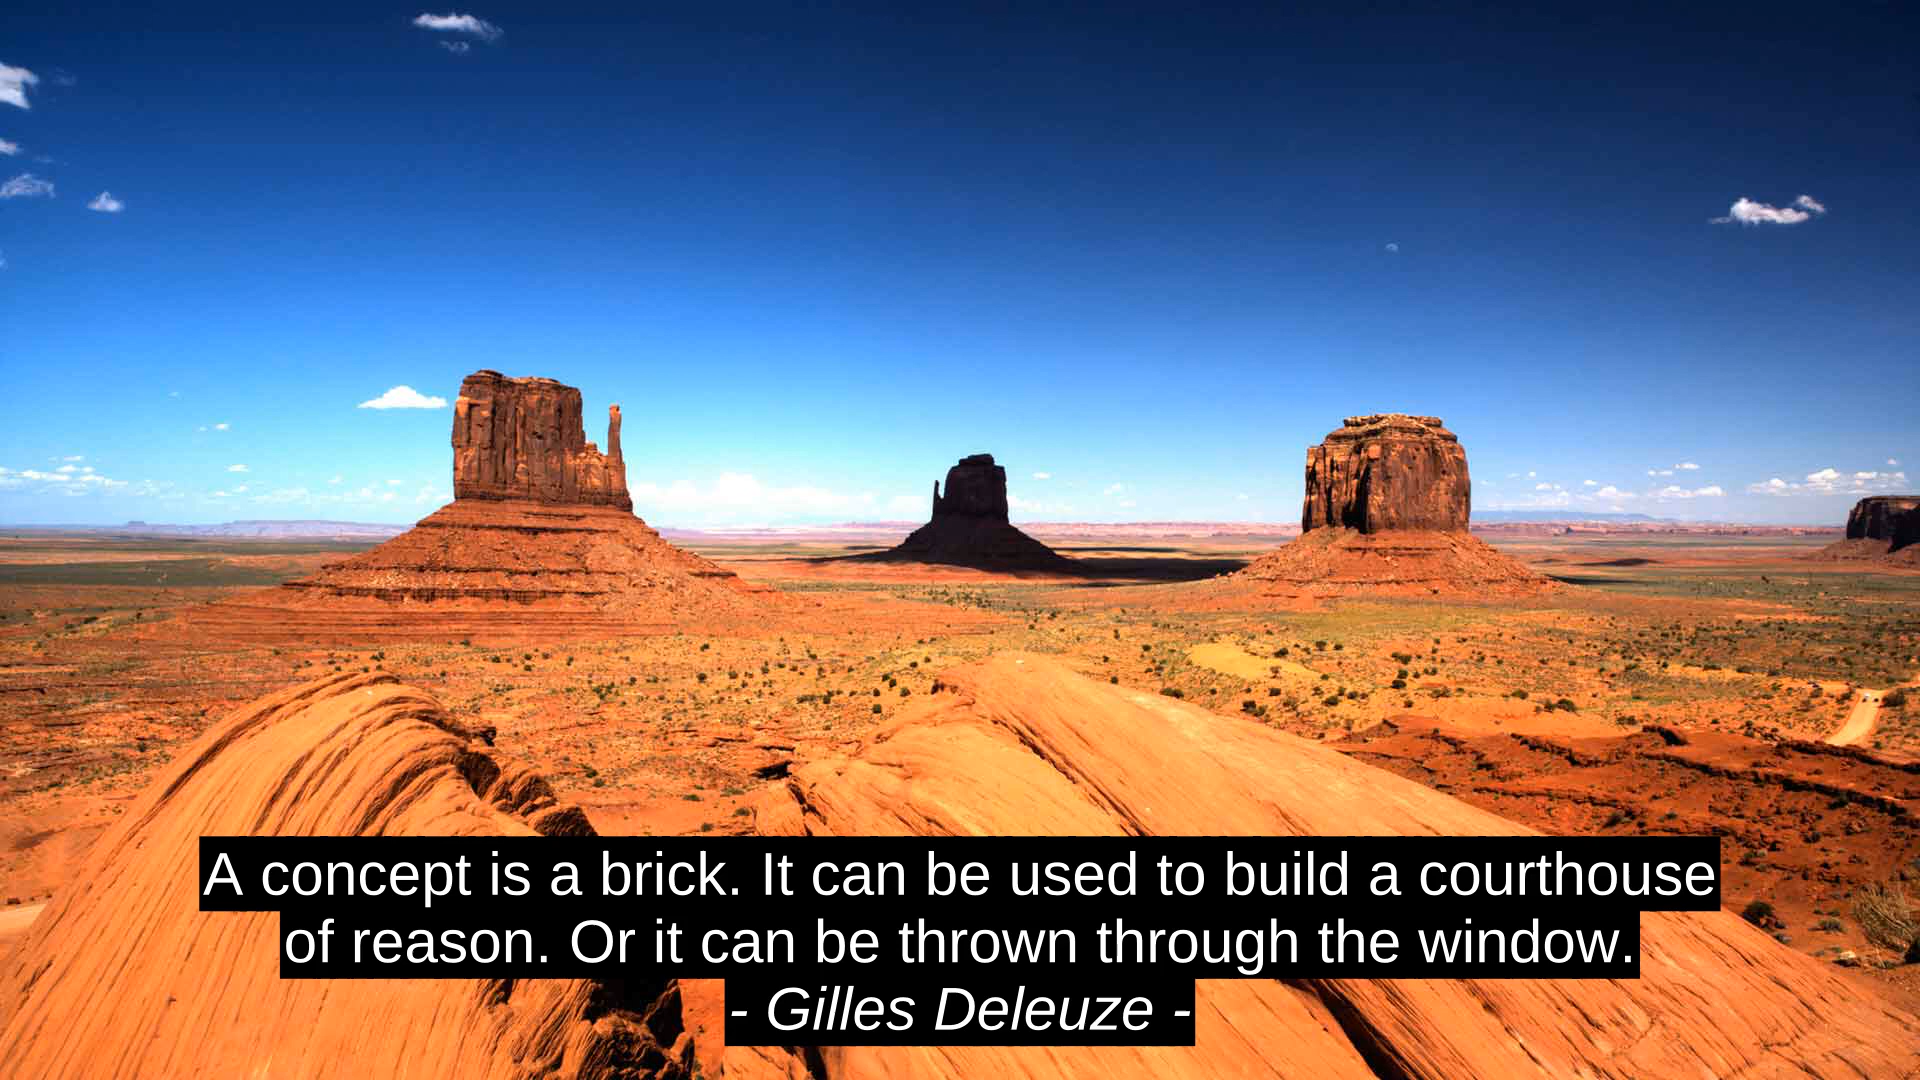 A concept is a brick. It can be used to build a courthouse
of reason. Or it can be thrown through the window.
- Gilles Deleuze -